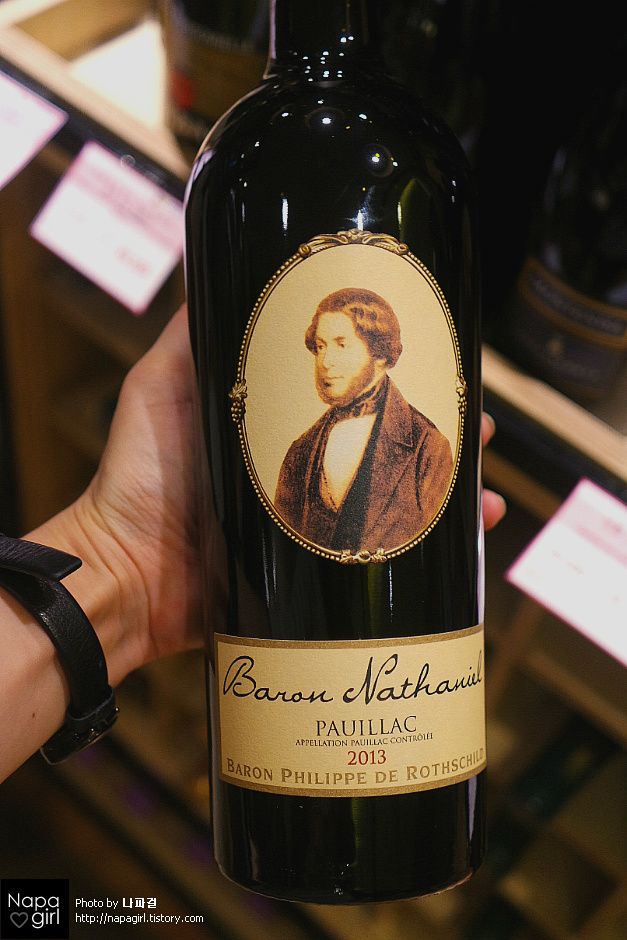 Baron Nathaniel
PAUILLAC
APPELLATION PAUILLAC CONTRÔLÉE
2013
BARON PHILIPPE DE ROTHSCHILD
Napa
♡ girl
Photo by 나파걸
http://napagirl.tistory.com